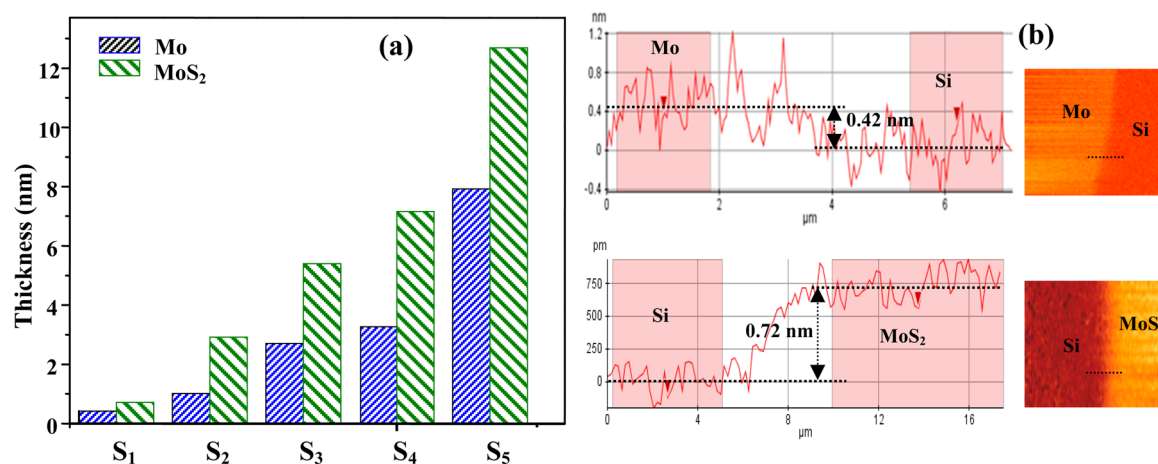 Mo
MoS₂
(a)
Thickness (nm)
12
10
8
6
4
2
0
S₁ S₂ S₃ S₄ S₅
nm
1.2
0.8
0.4
0
-0.4
Mo
Si
0.42 nm
0 2 4 6
µm
(b)
Mo
Si
pm
750
500
250
0
Si
0.72 nm
MoS₂
0 4 8 12 16
µm
Si
MoS